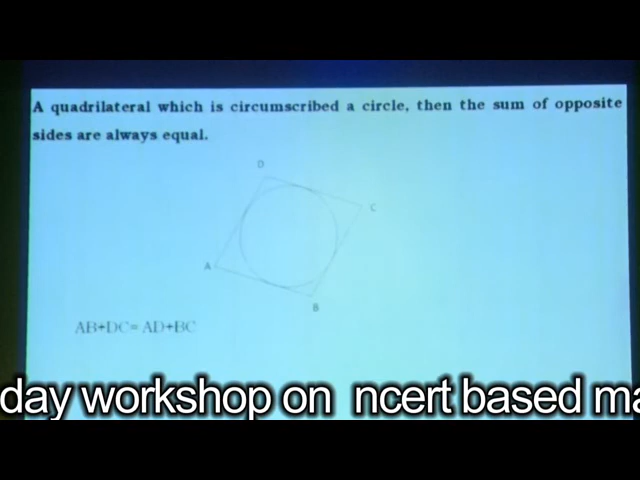 A quadrilateral which is circumscribed a circle, then the sum of opposite
sides are always equal.
D
C
A
B
AB+DC= AD+BC
day workshop on ncert based ma